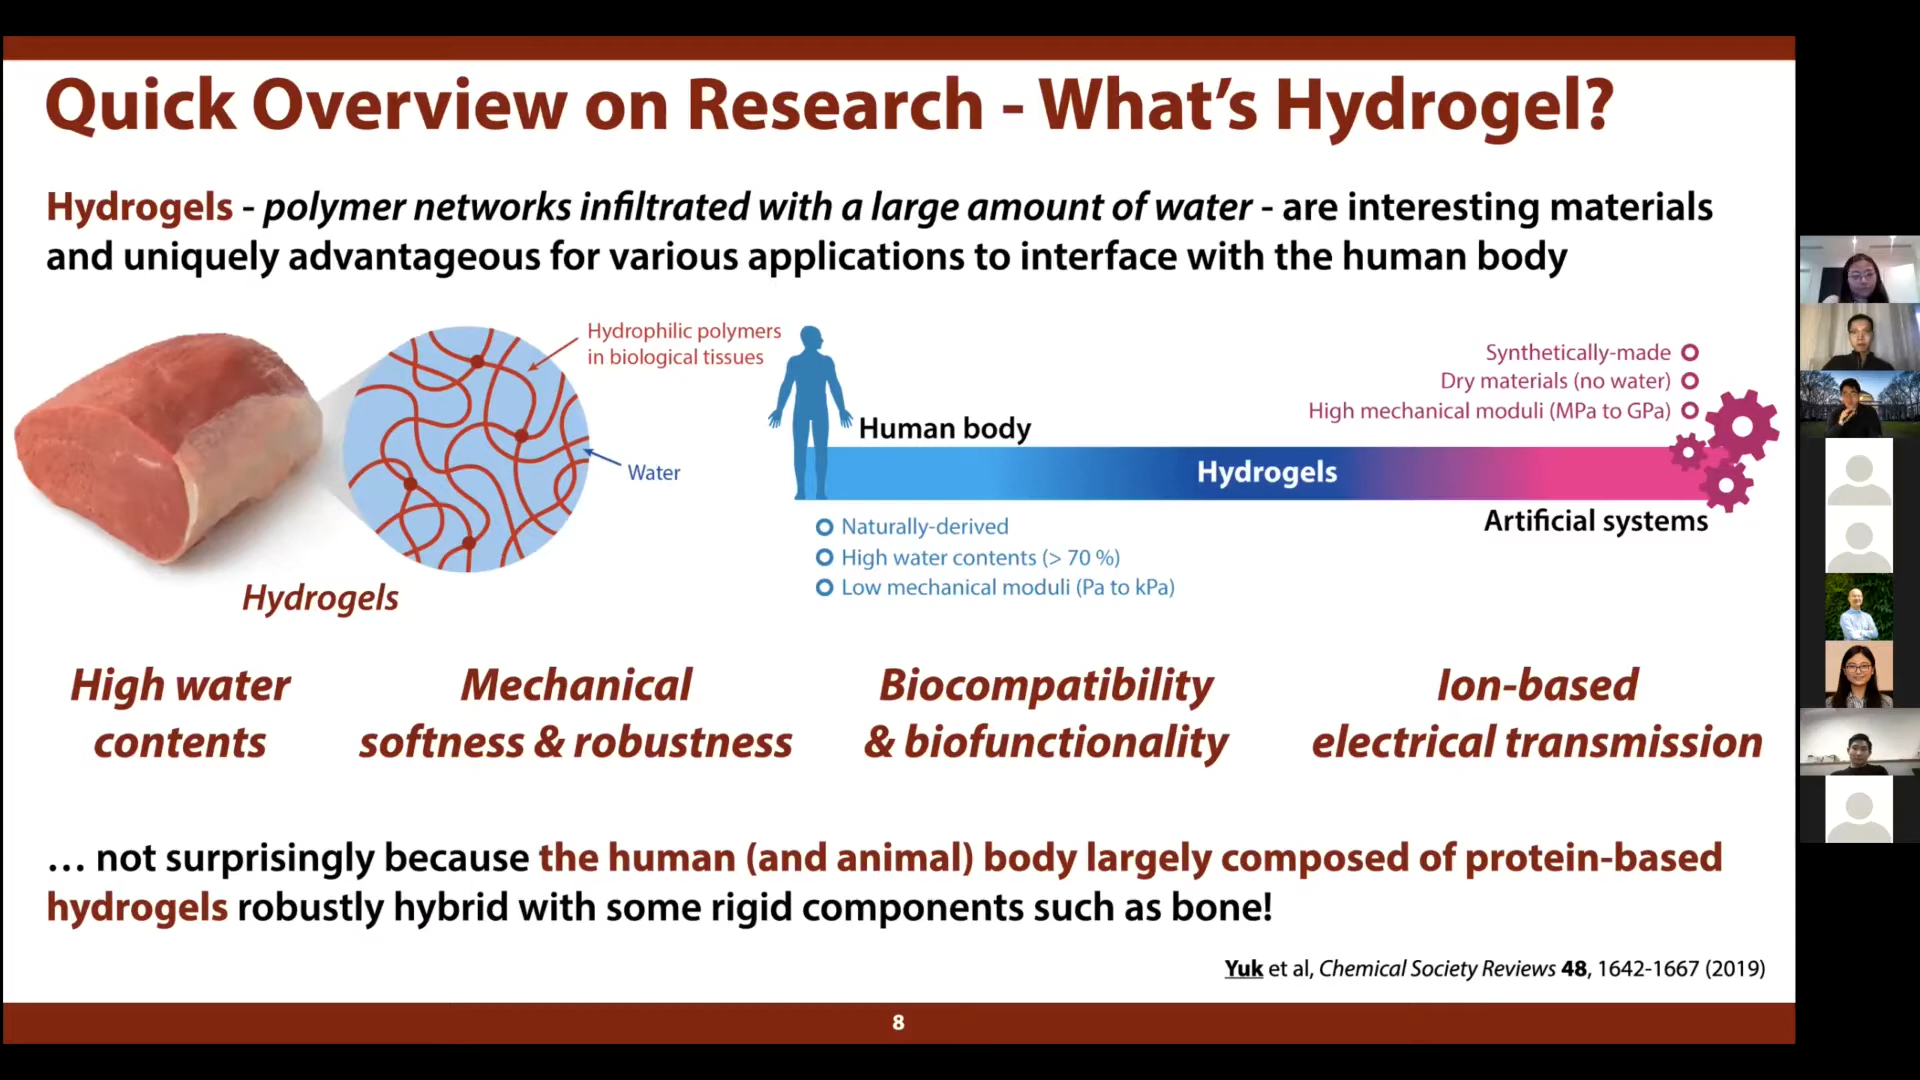 Quick Overview on Research - What's Hydrogel?
Hydrogels - polymer networks infiltrated with a large amount of water - are interesting materials
and uniquely advantageous for various applications to interface with the human body
Hydrophilic polymers
in biological tissues
Water
Hydrogels
Human body
Hydrogels
Synthetically-made
Dry materials (no water)
High mechanical moduli (MPa to GPa)
Artificial systems
Naturally-derived
High water contents (> 70 %)
Low mechanical moduli (Pa to kPa)
High water
contents
Mechanical
softness & robustness
Biocompatibility
& biofunctionality
Ion-based
electrical transmission
... not surprisingly because the human (and animal) body largely composed of protein-based
hydrogels robustly hybrid with some rigid components such as bone!
Yuk et al, Chemical Society Reviews 48, 1642-1667 (2019)
8